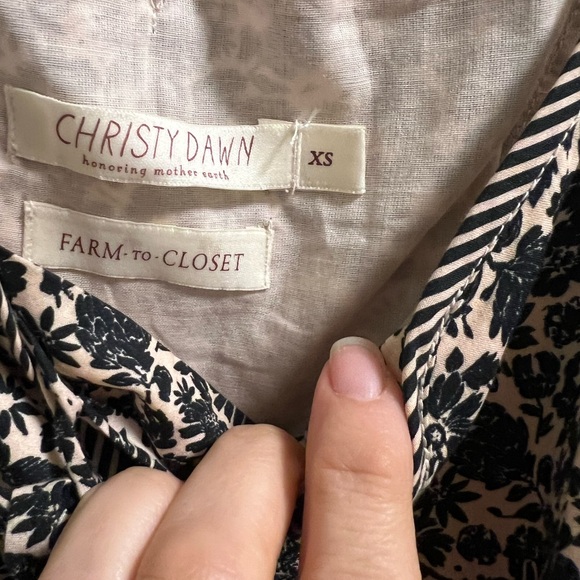 CHRISTY DAWN
honoring mother earth
XS
FARM-TO-CLOSET